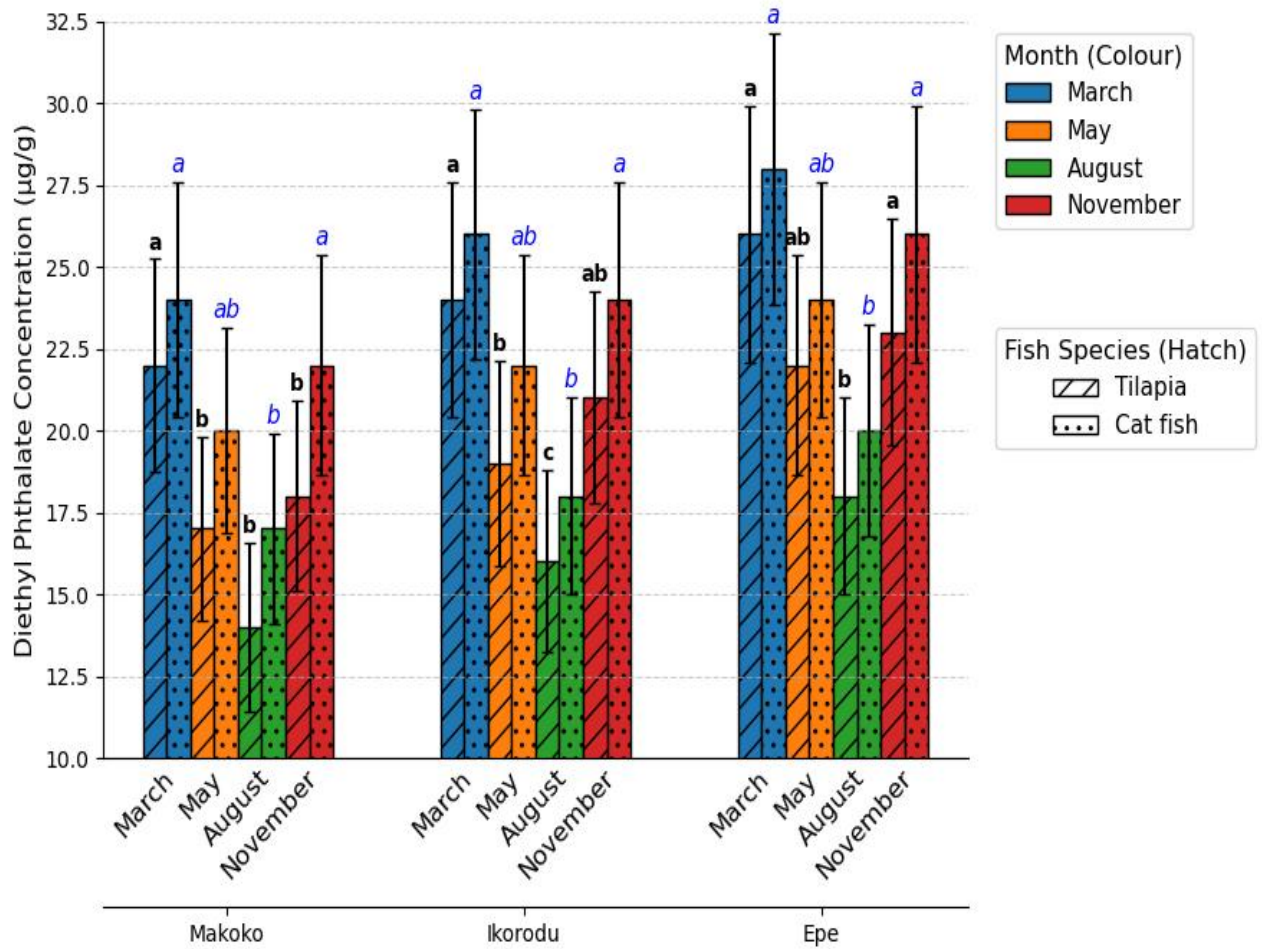 Diethyl Phthalate Concentration (µg/g)
32.5
30.0
27.5
25.0
22.5
20.0
17.5
15.0
12.5
10.0
a
a
b
ab
b
b
b
a
a
a
b
ab
c
b
ab
a
a
a
ab
ab
b
b
a
a
March
May
August
November
March
May
August
November
March
May
August
November
Makoko
Ikorodu
Epe
Month (Colour)
March
May
August
November
Fish Species (Hatch)
Tilapia
Cat fish